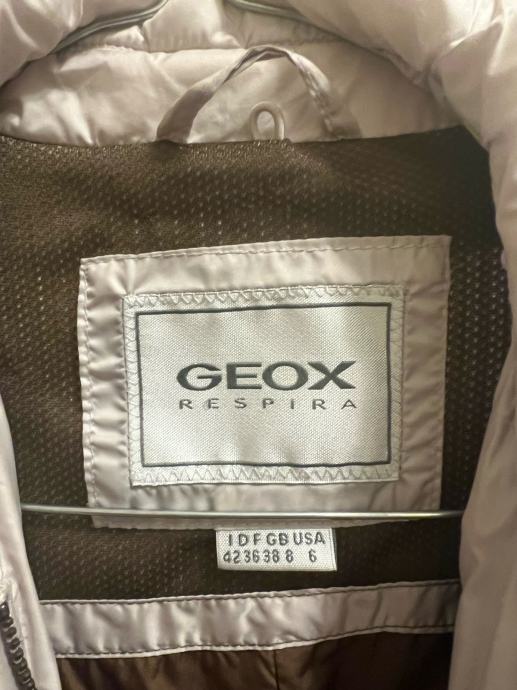 GEOX
RESPIRA
I D F GB USA
42 36 38 8 6